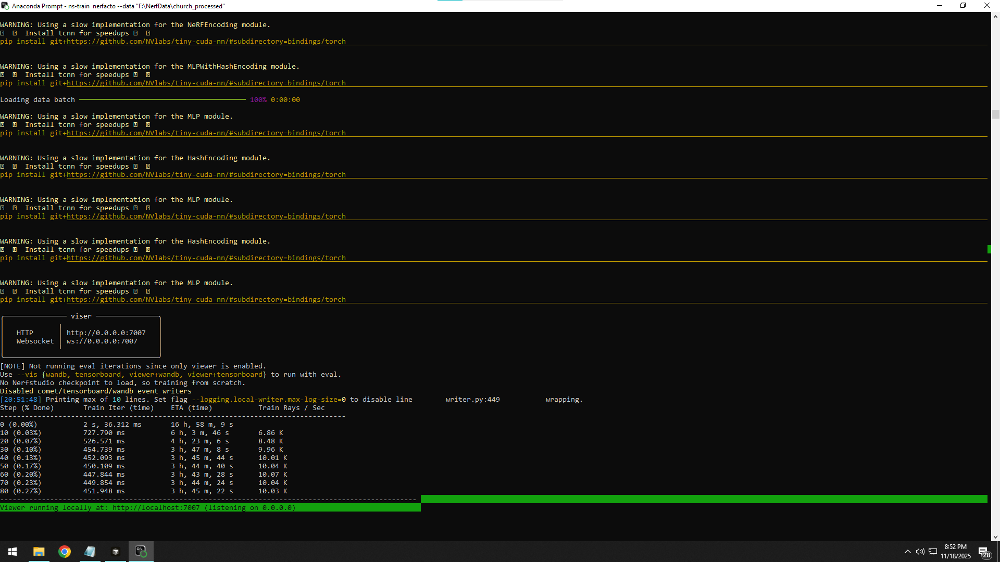 Anaconda Prompt - ns-train  nerfacto --data "F:\NerfData\church_processed"
WARNING: Using a slow implementation for the NeRFEncoding module.
Install tcnn for speedups
pip install git+https://github.com/NVlabs/tiny-cuda-nn/#subdirectory=bindings/torch
WARNING: Using a slow implementation for the MLPWithHashEncoding module.
Install tcnn for speedups
pip install git+https://github.com/NVlabs/tiny-cuda-nn/#subdirectory=bindings/torch
Loading data batch 100% 0:00:00
WARNING: Using a slow implementation for the MLP module.
Install tcnn for speedups
pip install git+https://github.com/NVlabs/tiny-cuda-nn/#subdirectory=bindings/torch
WARNING: Using a slow implementation for the HashEncoding module.
Install tcnn for speedups
pip install git+https://github.com/NVlabs/tiny-cuda-nn/#subdirectory=bindings/torch
WARNING: Using a slow implementation for the MLP module.
Install tcnn for speedups
pip install git+https://github.com/NVlabs/tiny-cuda-nn/#subdirectory=bindings/torch
WARNING: Using a slow implementation for the HashEncoding module.
Install tcnn for speedups
pip install git+https://github.com/NVlabs/tiny-cuda-nn/#subdirectory=bindings/torch
WARNING: Using a slow implementation for the MLP module.
Install tcnn for speedups
pip install git+https://github.com/NVlabs/tiny-cuda-nn/#subdirectory=bindings/torch
viser
HTTP http://0.0.0.0:7007
Websocket ws://0.0.0.0:7007
[NOTE] Not running eval iterations since only viewer is enabled.
Use --vis {wandb, tensorboard, viewer+wandb, viewer+tensorboard} to run with eval.
No Nerfstudio checkpoint to load, so training from scratch.
Disabled comet/tensorboard/wandb event writers
[20:51:48] Printing max of 10 lines. Set flag --logging.local-writer.max-log-size=0 to disable line writer.py:449 wrapping.
Step (% Done) Train Iter (time) ETA (time) Train Rays / Sec
---------------------------------------------------------------------------------
0 (0.00%) 2 s, 36.312 ms 16 h, 58 m, 9 s
10 (0.03%) 727.790 ms 6 h, 3 m, 46 s 6.86 K
20 (0.07%) 526.571 ms 4 h, 23 m, 6 s 8.48 K
30 (0.10%) 454.739 ms 3 h, 47 m, 8 s 9.96 K
40 (0.13%) 452.093 ms 3 h, 45 m, 44 s 10.01 K
50 (0.17%) 450.109 ms 3 h, 44 m, 40 s 10.04 K
60 (0.20%) 447.844 ms 3 h, 43 m, 28 s 10.07 K
70 (0.23%) 449.854 ms 3 h, 44 m, 24 s 10.04 K
80 (0.27%) 451.948 ms 3 h, 45 m, 22 s 10.03 K
----------------------------------------------------------------------------------------------------
Viewer running locally at: http://localhost:7007 (listening on 0.0.0.0)
8:52 PM
11/18/2025
28